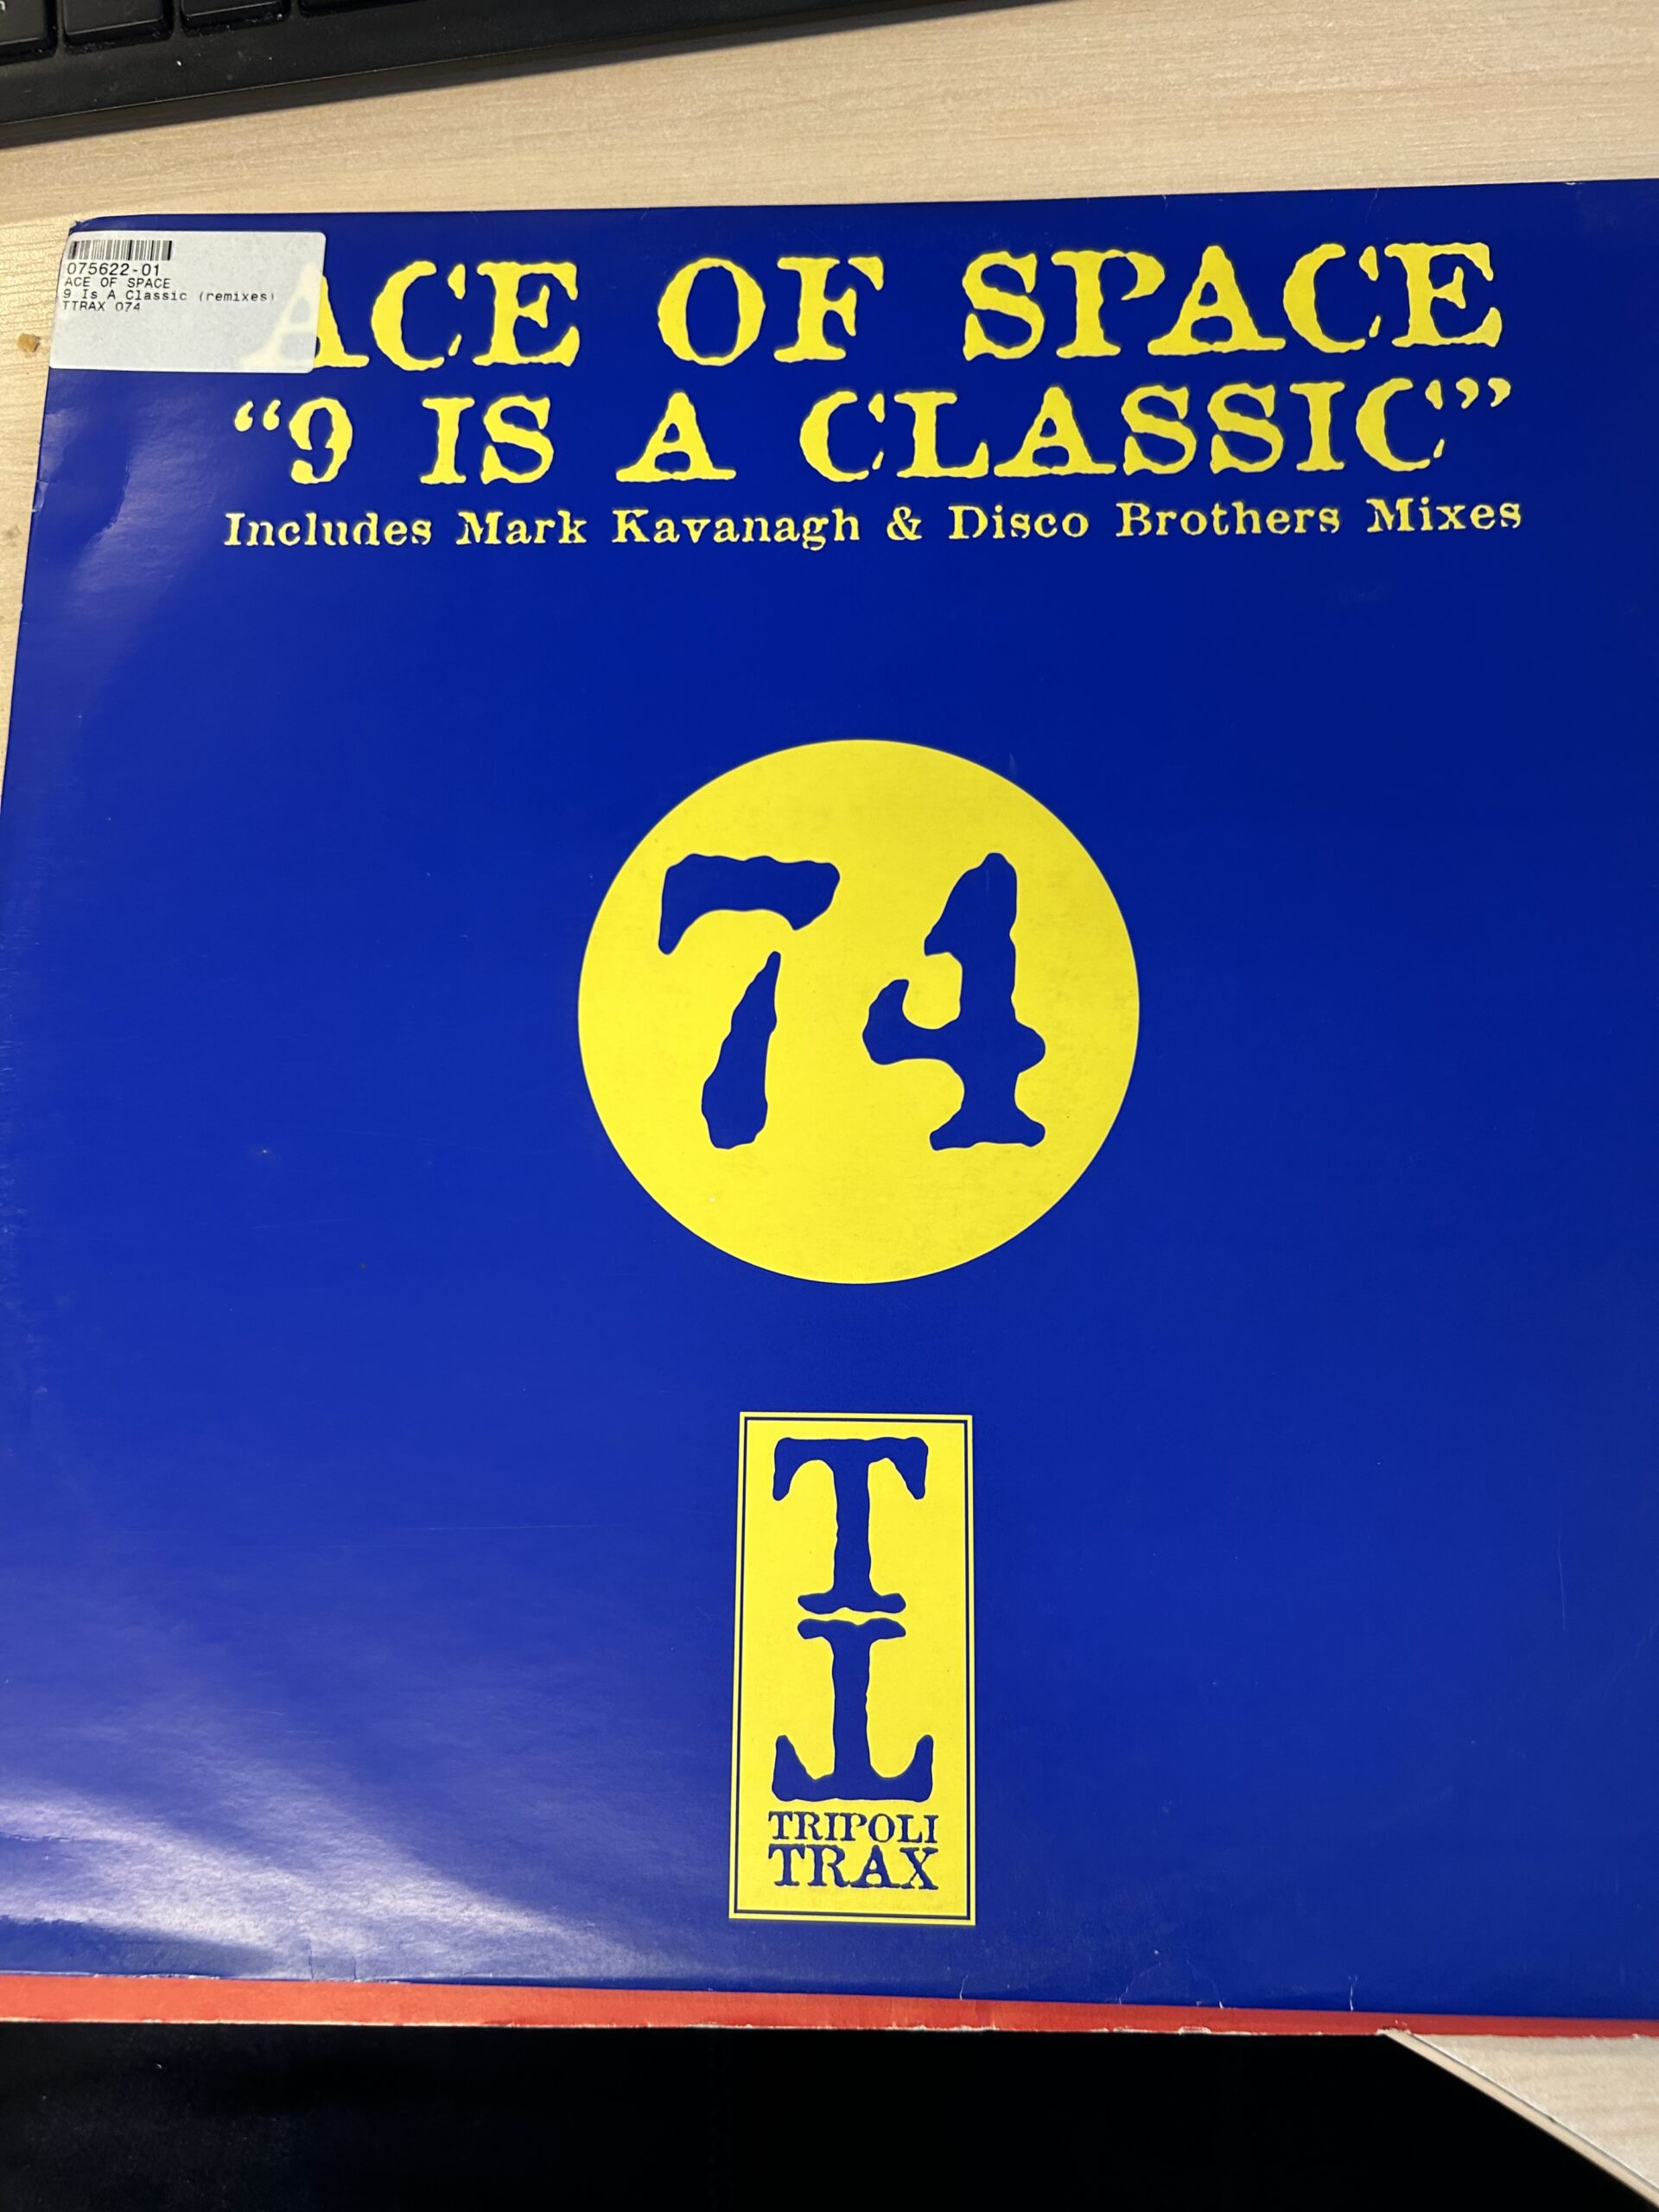 075622-01
ACE OF SPACE
9 Is A Classic (remixes)
TTRAX 074
ACE OF SPACE
“9 IS A CLASSIC”
Includes Mark Kavanagh & Disco Brothers Mixes
74
T
T
TRIPOLI
TRAX